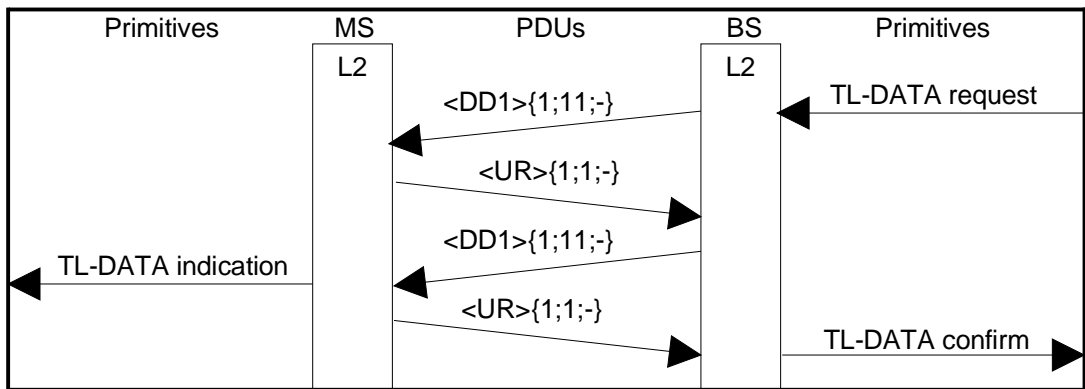 Primitives MS PDUs BS Primitives
L2 L2
<DD1>{1;11;-} TL-DATA request
<UR>{1;1;-}
<DD1>{1;11;-}
TL-DATA indication
<UR>{1;1;-}
TL-DATA confirm